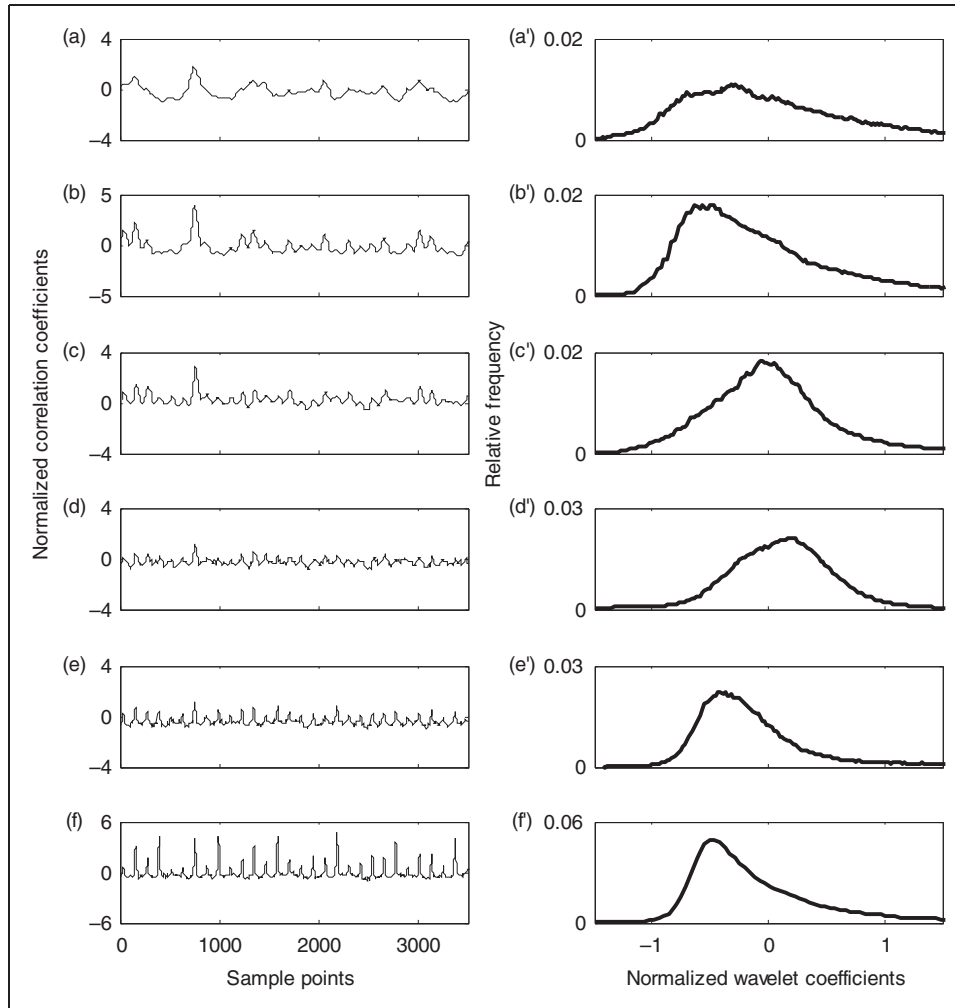 (a)
4
0
−4
(a')
0.02
0
(b)
5
0
−5
(b')
0.02
0
(c)
4
0
−4
(c')
0.02
0
(d)
4
0
−4
(d')
0.03
0
(e)
4
0
−4
(e')
0.03
0
(f)
6
0
−6
(f')
0.06
0
Normalized correlation coefficients
Relative frequency
0 1000 2000 3000
Sample points
−1 0 1
Normalized wavelet coefficients